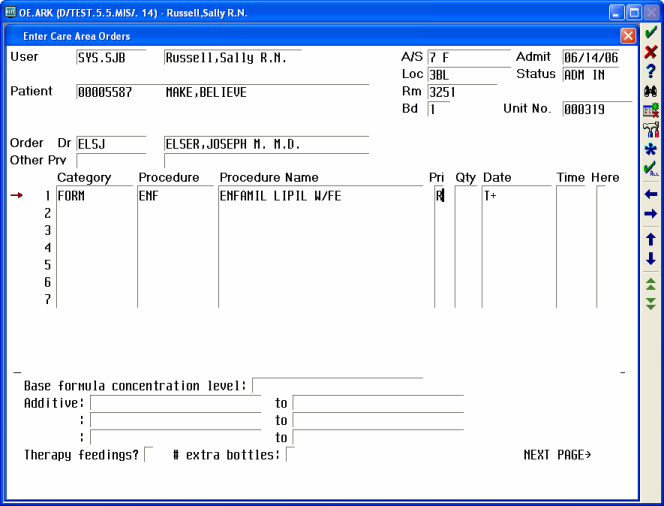 OE.ARK (D/TEST.5.5.MIS/. 14) - Russell,Sally R.N.
Enter Care Area Orders
User SYS.SJB Russell,Sally R.N. A/S 7 F Admit 06/14/06
Loc 3BL Status ADM IN
Patient 00005587 MAKE,BELIEVE Rm 3251
Bd 1 Unit No. 000319
Order Dr ELSJ ELSER,JOSEPH M. M.D.
Other Prv
Category Procedure Procedure Name Pri Qty Date Time Here
1 FORM ENF ENFAMIL LIPIL W/FE R T+
2
3
4
5
6
7
Base formula concentration level:
Additive: to
: to
: to
Therapy feedings? # extra bottles: NEXT PAGE>
ALL